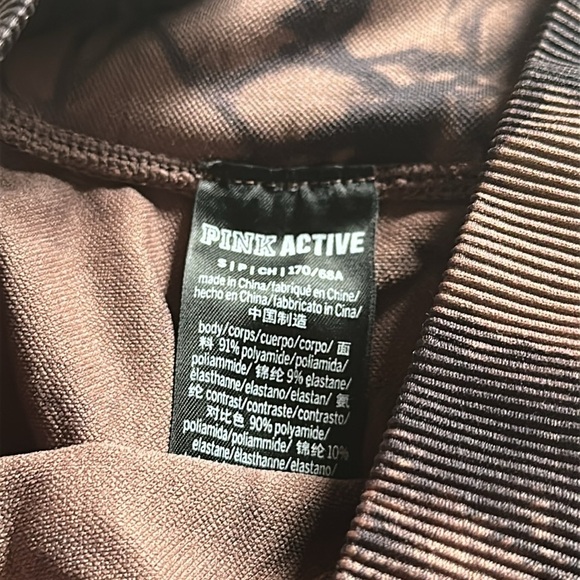 PINK ACTIVE
S | P | CH | 170/68A
made in China/fabriqué en Chine/
hecho en China/fabbricato in Cina/
中国制造
body/corps/cuerpo/corpo/ 面
料 91% polyamide/poliamida/
poliammide/ 锦纶 9% elastane/
élasthanne/elastano/elastan/ 氨
纶 contrast/contraste/contrasto/
对比色 90% polyamide/
poliamida/poliammide/ 锦纶 10%
elastane/élasthanne/elastano/